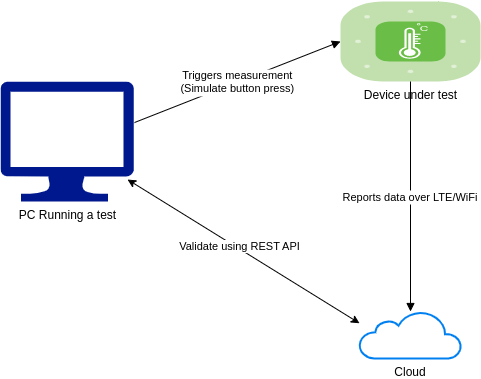 °C
Triggers measurement
(Simulate button press)
Device under test
PC Running a test
Reports data over LTE/WiFi
Validate using REST API
Cloud